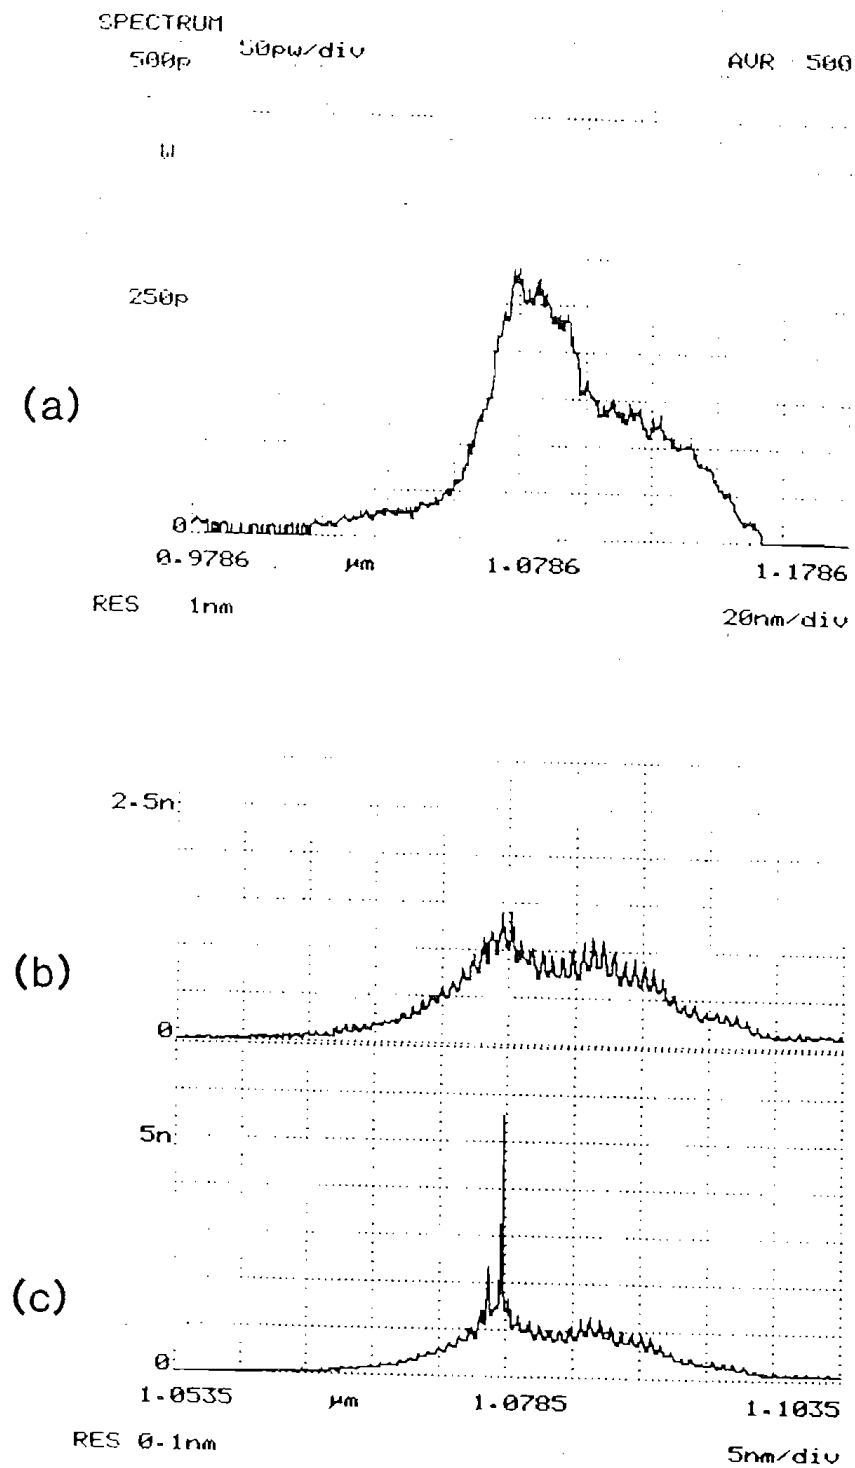 SPECTRUM
50pw/div
500p
AVR 500
W
250p
(a)
0
0.9786 µm 1.0786 1.1786
RES 1nm
20nm/div
2.5n
(b)
0
5n
(c)
0
1.0535 µm 1.0785 1.1035
RES 0.1nm
5nm/div